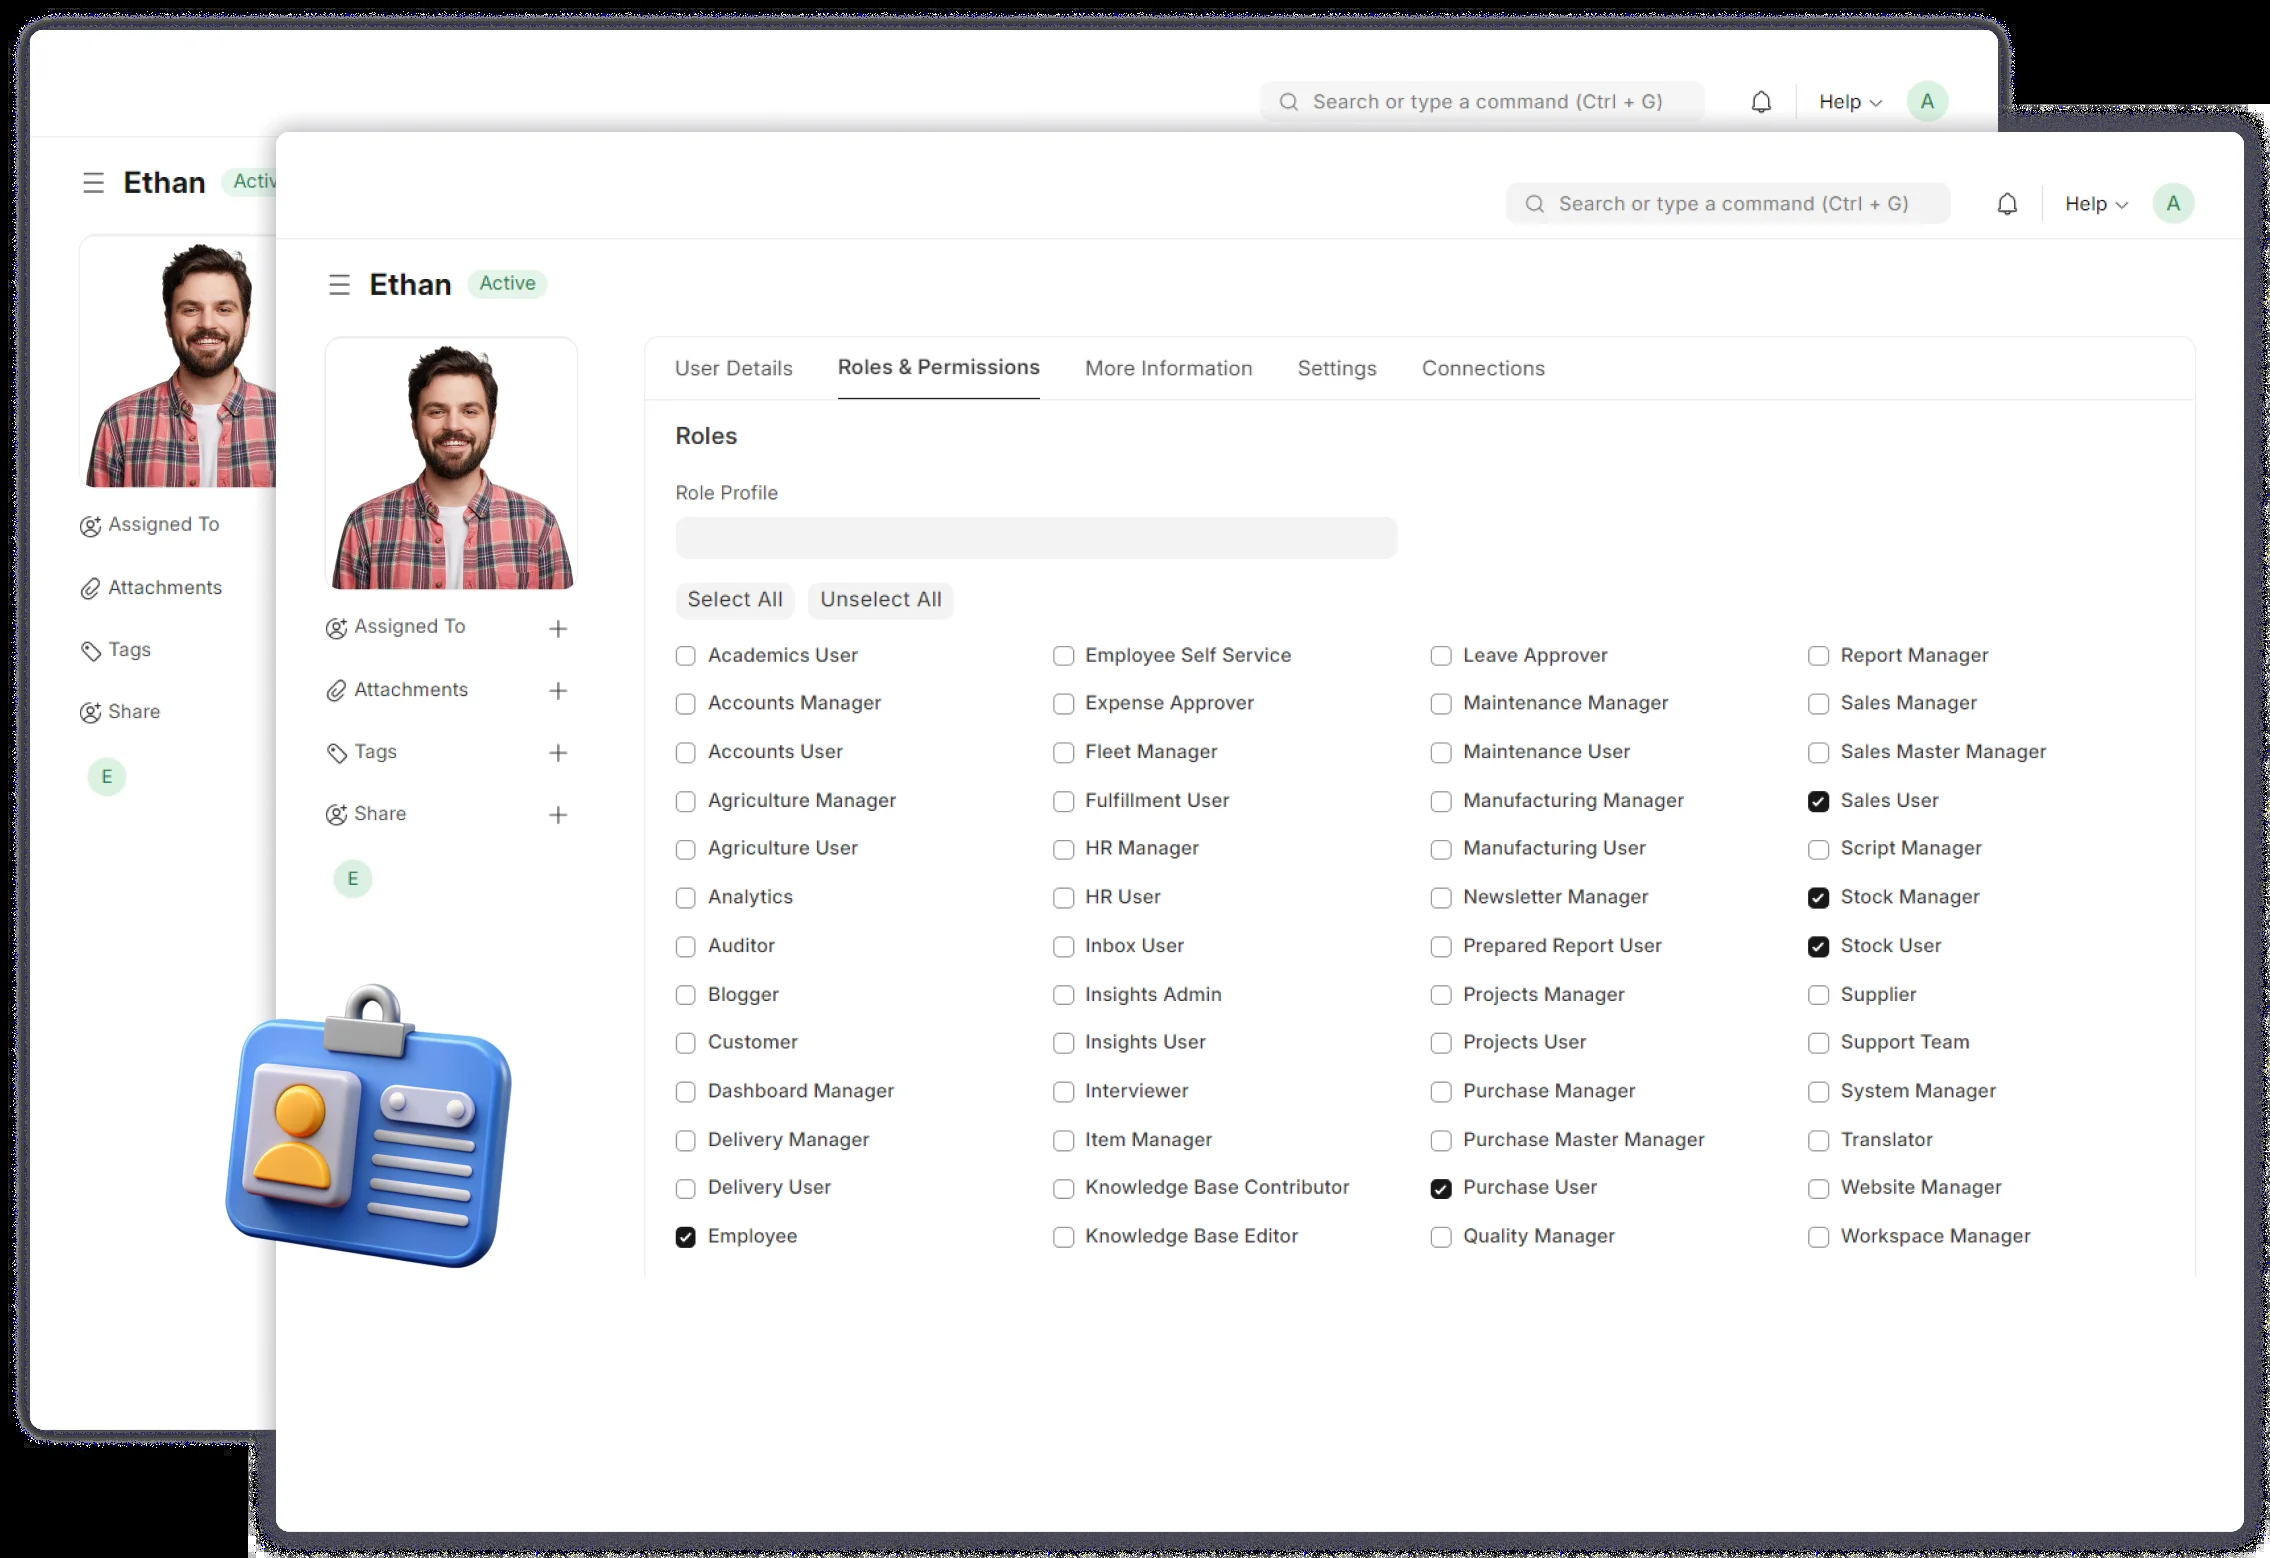 Search or type a command (Ctrl + G)
Help
A
Ethan
Activ
Assigned To
Attachments
Tags
Share
E
Search or type a command (Ctrl + G)
Help
A
Ethan
Active
Assigned To
Attachments
Tags
Share
E
User Details
Roles & Permissions
More Information
Settings
Connections
Roles
Role Profile
Select All
Unselect All
Academics User
Accounts Manager
Accounts User
Agriculture Manager
Agriculture User
Analytics
Auditor
Blogger
Customer
Dashboard Manager
Delivery Manager
Delivery User
Employee
Employee Self Service
Expense Approver
Fleet Manager
Fulfillment User
HR Manager
HR User
Inbox User
Insights Admin
Insights User
Interviewer
Item Manager
Knowledge Base Contributor
Knowledge Base Editor
Leave Approver
Maintenance Manager
Maintenance User
Manufacturing Manager
Manufacturing User
Newsletter Manager
Prepared Report User
Projects Manager
Projects User
Purchase Manager
Purchase Master Manager
Purchase User
Quality Manager
Report Manager
Sales Manager
Sales Master Manager
Sales User
Script Manager
Stock Manager
Stock User
Supplier
Support Team
System Manager
Translator
Website Manager
Workspace Manager